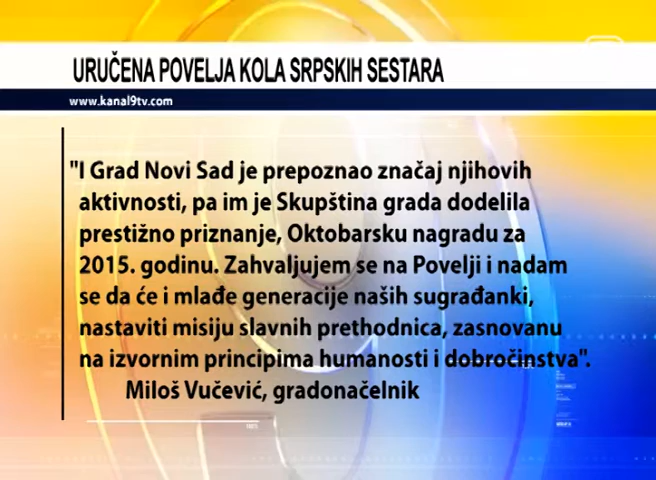 URUČENA POVELJA KOLA SRPSKIH SESTARA
www.kanal9tv.com
"I Grad Novi Sad je prepoznao značaj njihovih
aktivnosti, pa im je Skupština grada dodelila
prestižno priznanje, Oktobarsku nagradu za
2015. godinu. Zahvaljujem se na Povelji i nadam
se da će i mlađe generacije naših sugrađanki,
nastaviti misiju slavnih prethodnica, zasnovanu
na izvornim principima humanosti i dobročinstva".
Miloš Vučević, gradonačelnik